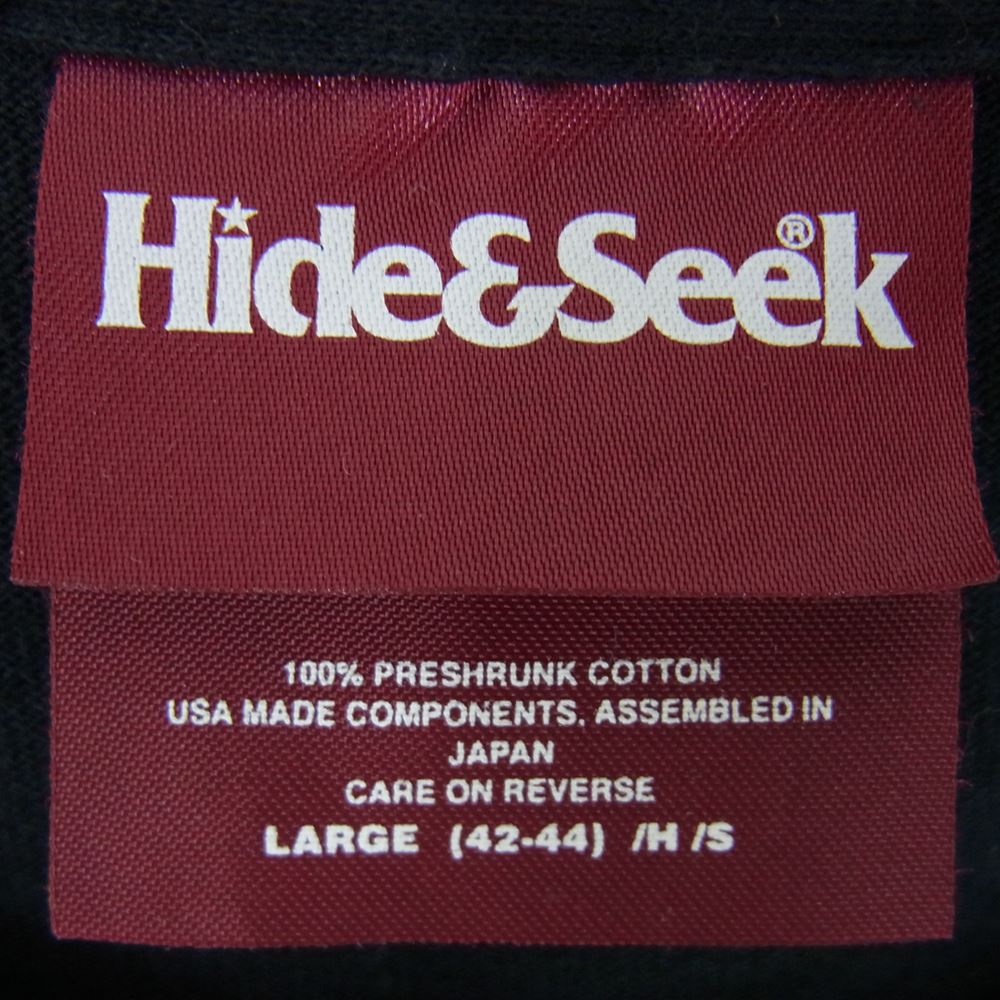 Hide&Seek®
100% PRESHRUNK COTTON
USA MADE COMPONENTS, ASSEMBLED IN
JAPAN
CARE ON REVERSE
LARGE (42-44) /H /S